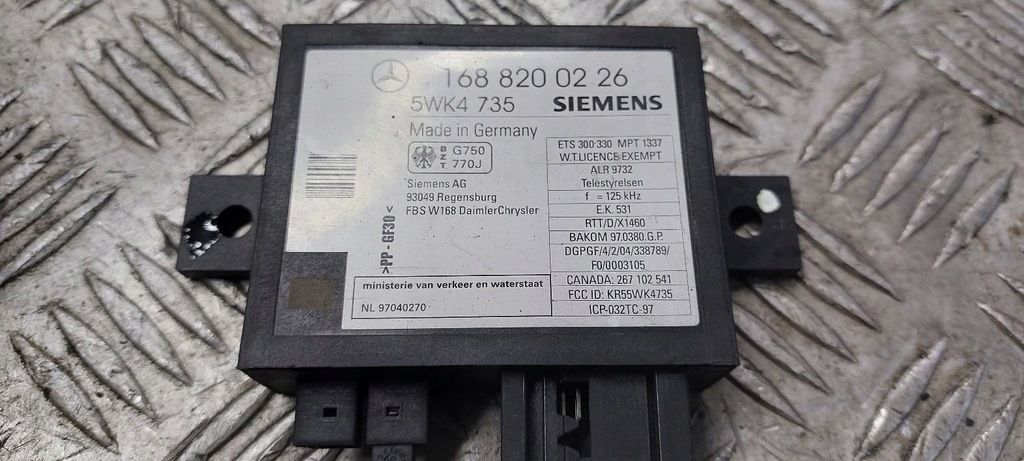 168 820 02 26
5WK4 735 SIEMENS
Made in Germany
BZT G750 770J
Siemens AG
93049 Regensburg
FBS W168 DaimlerChrysler
>PP-GF30<
ministerie van verkeer en waterstaat
NL 97040270
ETS 300 330 MPT 1337
W.T.LICENCE EXEMPT
ALR 9732
Telestyrelsen
f = 125 kHz
E.K. 531
RTT/D/X1460
BAKOM 97.0380.G.P.
DGPGF/4/2/04/338789/
F0/0003105
CANADA: 267 102 541
FCC ID: KR55WK4735
ICP-032TC-97